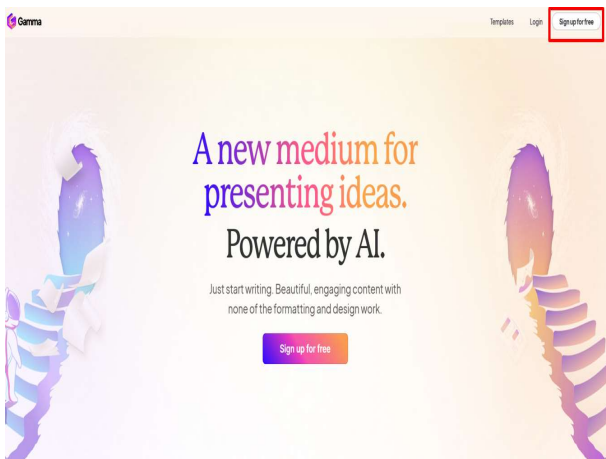 Gamma
Templates Login Sign up for free
A new medium for
presenting ideas.
Powered by AI.
Just start writing. Beautiful, engaging content with
none of the formatting and design work.
Sign up for free